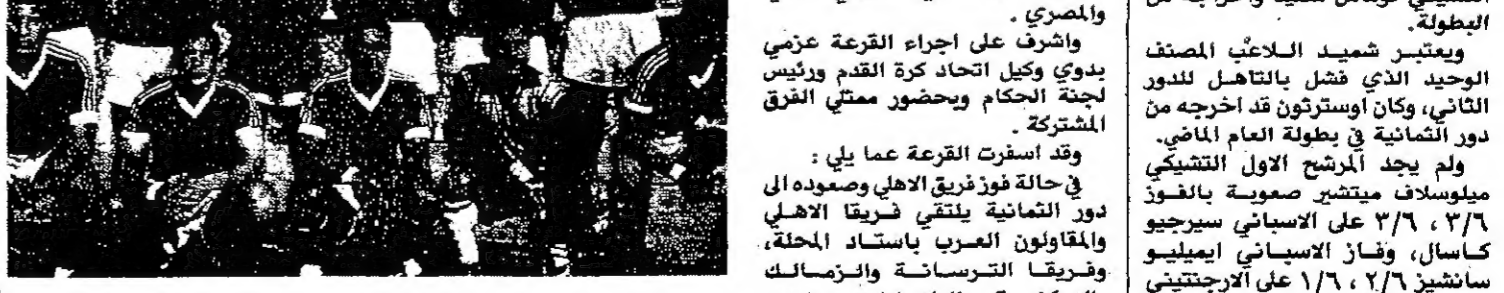 البطولة.
ويعتبر شميد اللاعب المصنف
الوحيد الذي فشل بالتاهل للدور
الثاني، وكان اوسترثون قد اخرجه من
دور الثمانية في بطولة العام الماضي.
ولم يجد المرشح الاول التشيكي
ميلوسلاف ميتشير صعوبة بالفوز
٣/٦ ، ٣/٦ على الاسباني سيرجيو
كاسال، وفاز الاسباني ايميليو
سانشيز ٢/٦ ، ١/٦ على الارجنتيني
والمصري .
واشرف على اجراء القرعة عزمي
بدوي وكيل اتحاد كرة القدم ورئيس
لجنة الحكام وبحضور ممثلي الفرق
المشتركة .
وقد اسفرت القرعة عما يلي :
في حالة فوز فريق الاهلي وصعوده الى
دور الثمانية يلتقي فريقا الاهلي
والمقاولون العرب باستاد المحلة،
وفريقا الترسانة والزمالك